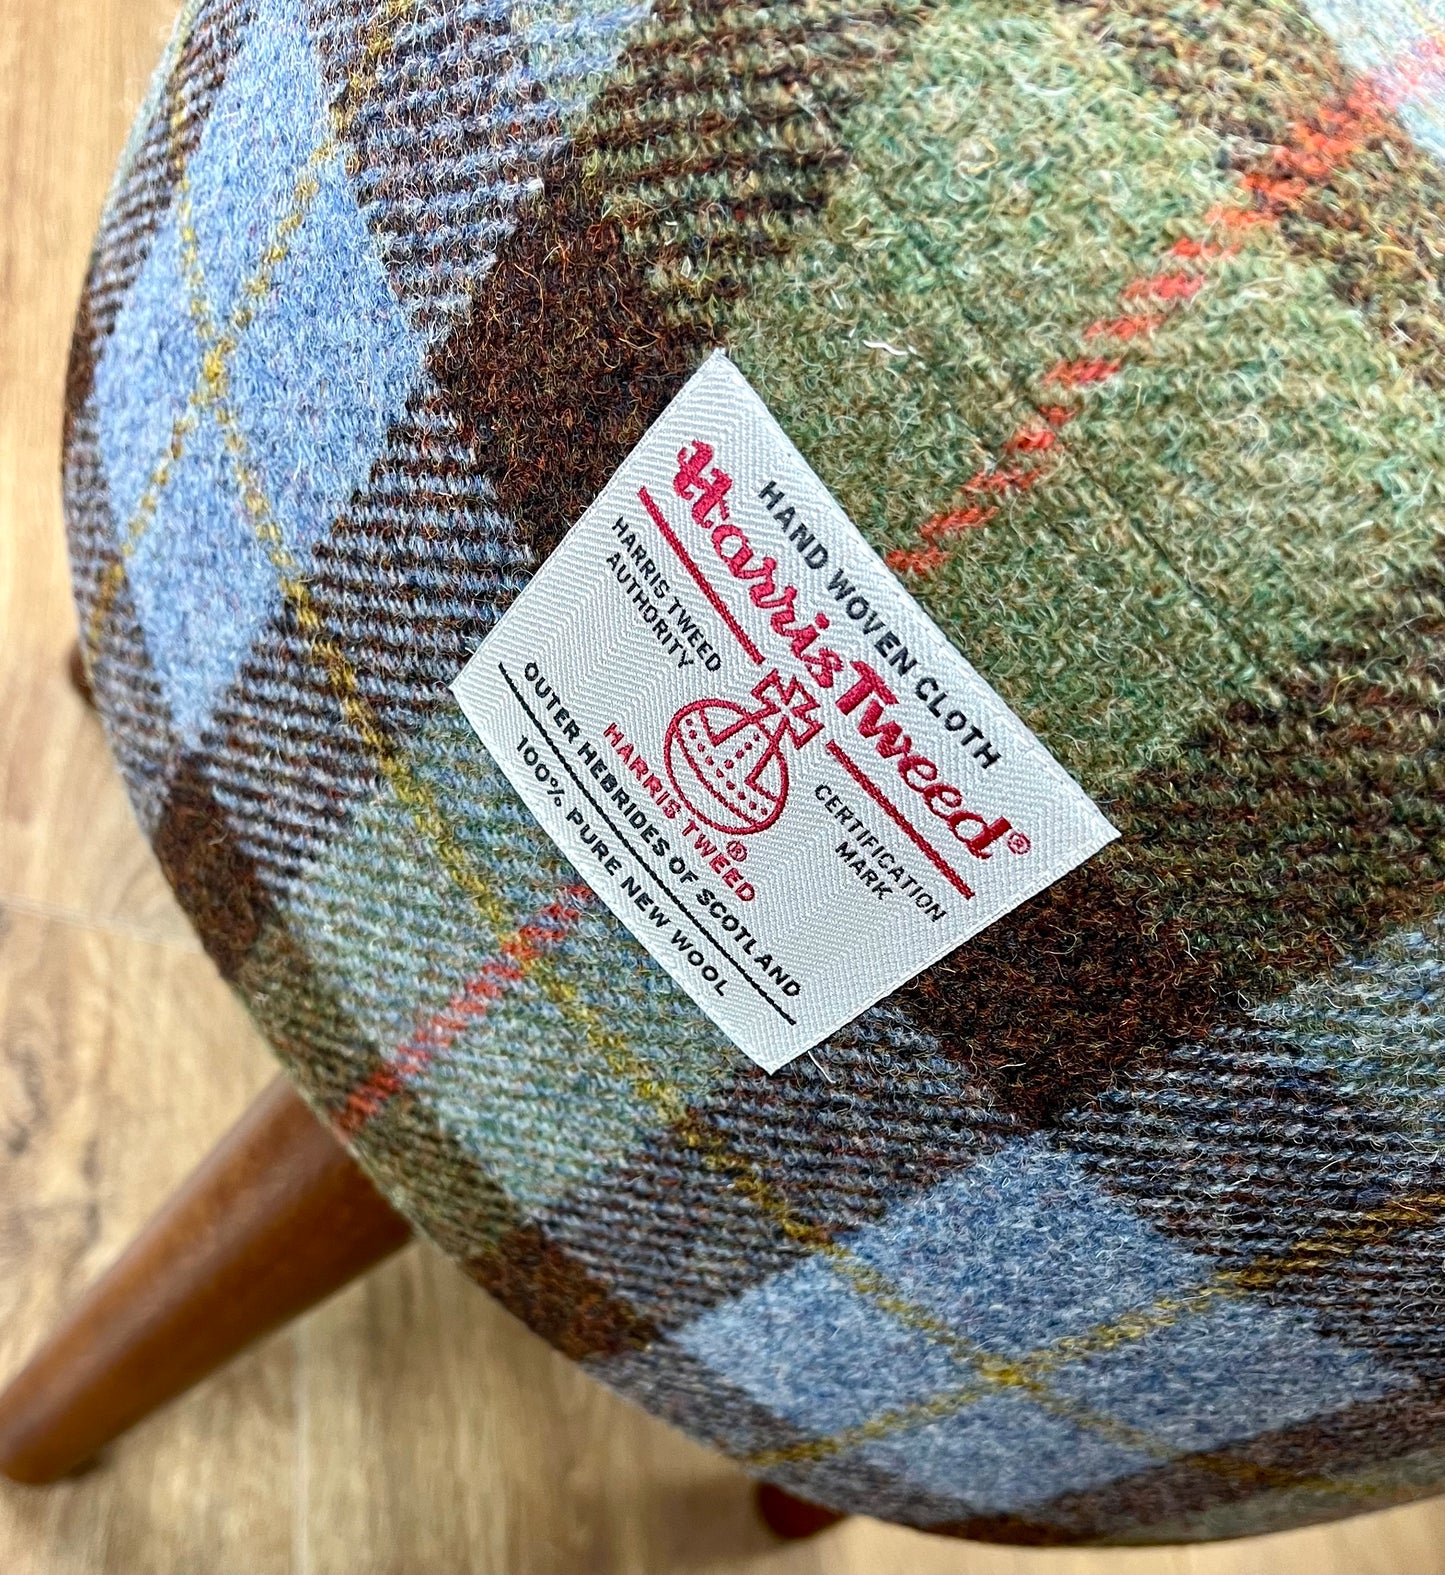 HAND WOVEN CLOTH
Harris Tweed®
HARRIS TWEED
AUTHORITY
CERTIFICATION
MARK
HARRIS TWEED®
OUTER HEBRIDES OF SCOTLAND
100% PURE NEW WOOL